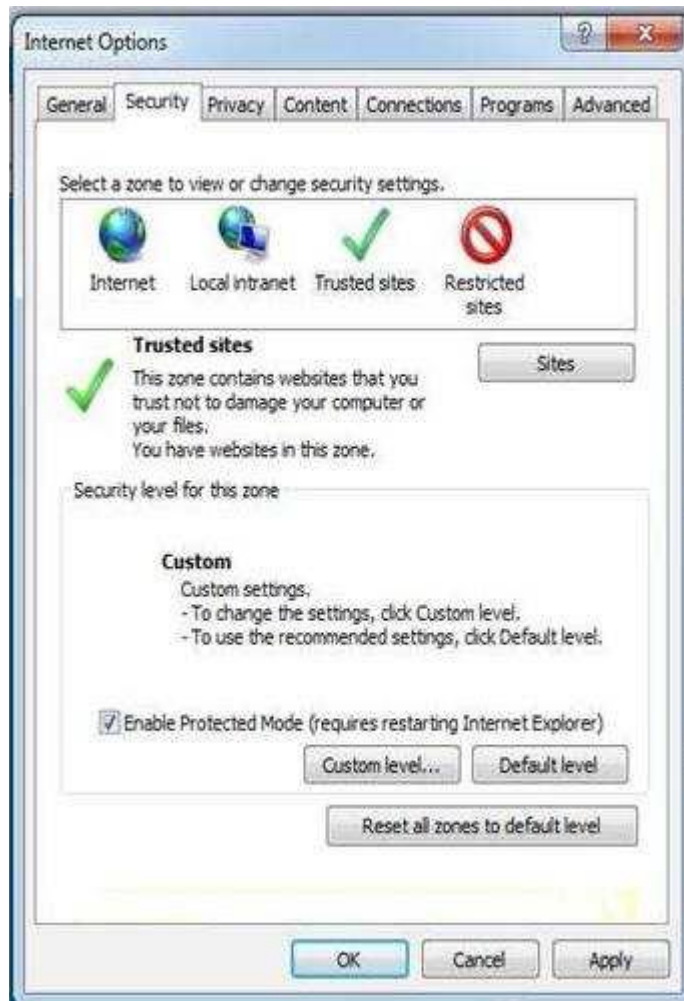 Internet Options
General Security Privacy Content Connections Programs Advanced
Select a zone to view or change security settings.
Internet Local intranet Trusted sites Restricted
sites
Trusted sites
Sites
This zone contains websites that you
trust not to damage your computer or
your files.
You have websites in this zone.
Security level for this zone
Custom
Custom settings.
- To change the settings, click Custom level.
- To use the recommended settings, click Default level.
Enable Protected Mode (requires restarting Internet Explorer)
Custom level... Default level
Reset all zones to default level
OK Cancel Apply